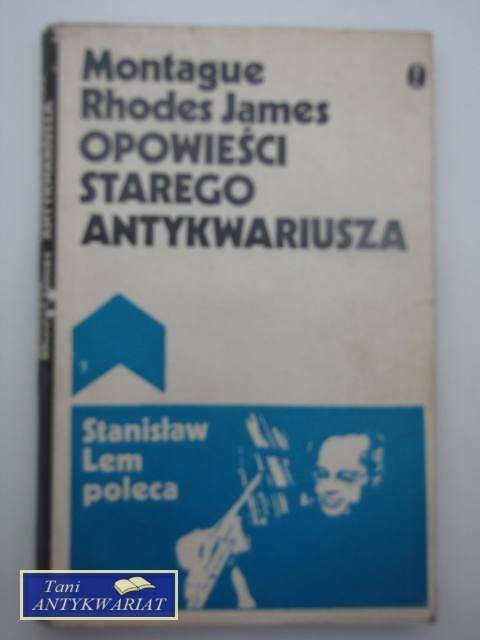 Montague
Rhodes James
OPOWIEŚCI
STAREGO
ANTYKWARIUSZA
Stanisław
Lem
poleca
Tani
ANTYKWARIAT